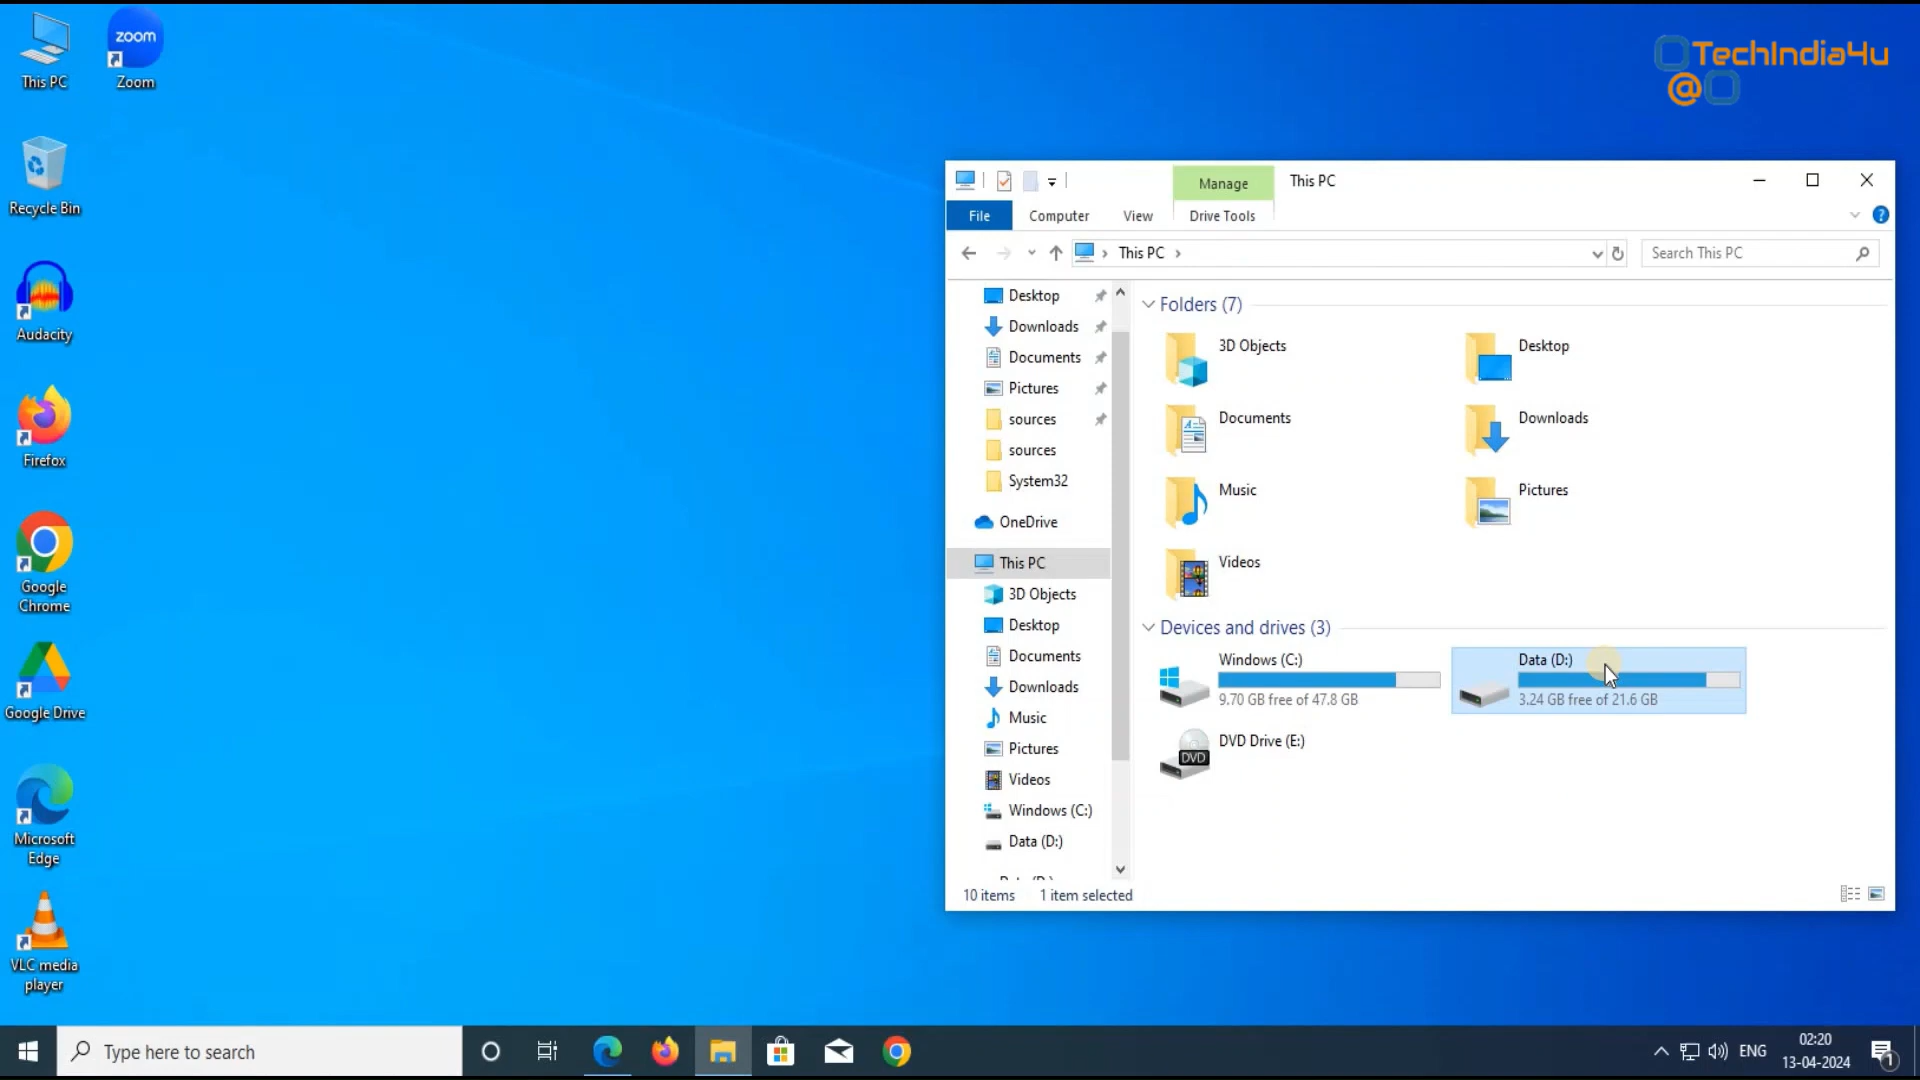 This PC
zoom
Zoom
Recycle Bin
Audacity
Firefox
Google
Chrome
Google Drive
Microsoft
Edge
VLC media
player
TechIndia4u
@
Manage
This PC
File
Computer
View
Drive Tools
?
This PC
Search This PC
Desktop
Downloads
Documents
Pictures
sources
sources
System32
OneDrive
This PC
3D Objects
Desktop
Documents
Downloads
Music
Pictures
Videos
Windows (C:)
Data (D:)
Folders (7)
3D Objects
Desktop
Documents
Downloads
Music
Pictures
Videos
Devices and drives (3)
Windows (C:)
9.70 GB free of 47.8 GB
Data (D:)
3.24 GB free of 21.6 GB
DVD
DVD Drive (E:)
10 items
1 item selected
Type here to search
ENG
02:20
13-04-2024
1